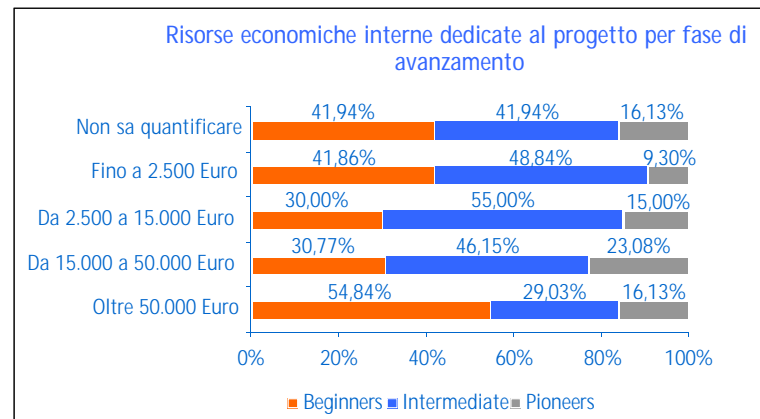 Risorse economiche interne dedicate al progetto per fase di
avanzamento
Non sa quantificare
41,94% 41,94% 16,13%
Fino a 2.500 Euro
41,86% 48,84% 9,30%
Da 2.500 a 15.000 Euro
30,00% 55,00% 15,00%
Da 15.000 a 50.000 Euro
30,77% 46,15% 23,08%
Oltre 50.000 Euro
54,84% 29,03% 16,13%
0% 20% 40% 60% 80% 100%
Beginners Intermediate Pioneers